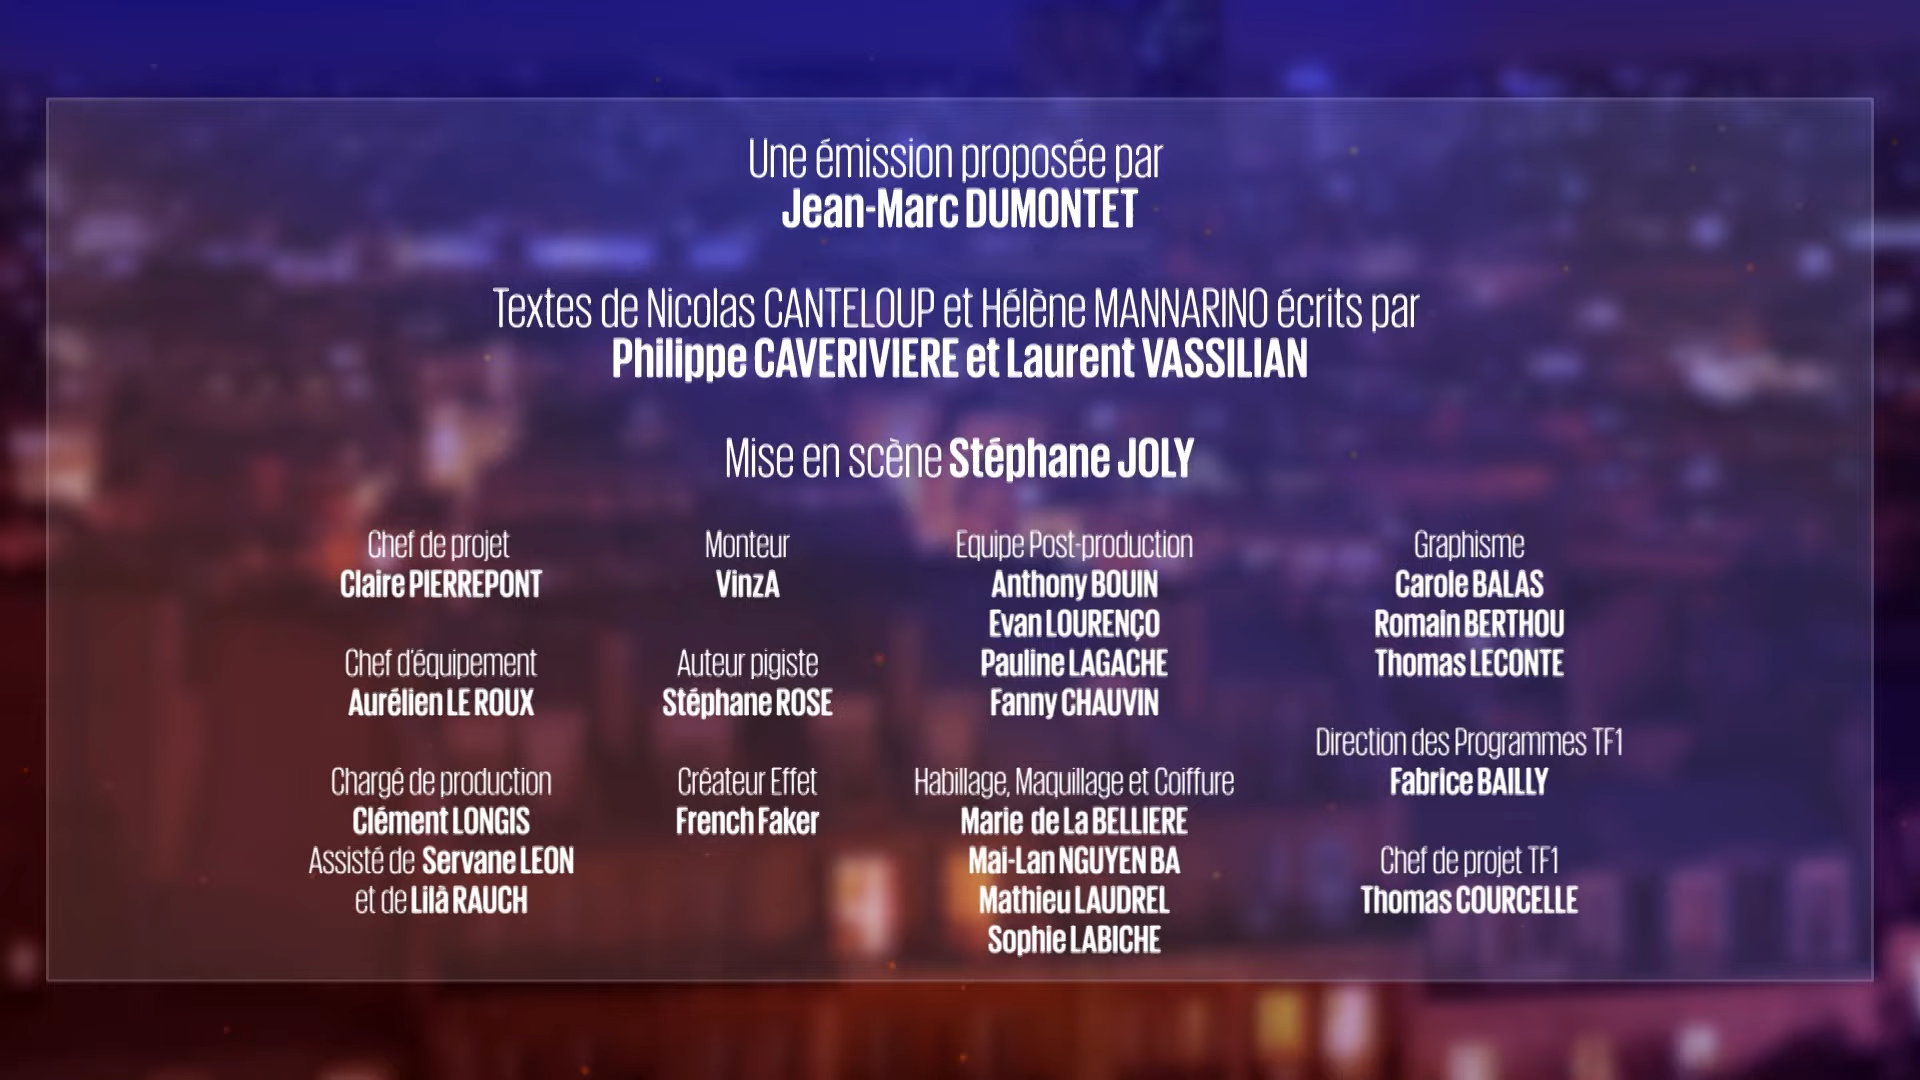 Une émission proposée par
Jean-Marc DUMONTET
Textes de Nicolas CANTELOUP et Hélène MANNARINO écrits par
Philippe CAVERIVIERE et Laurent VASSILIAN
Mise en scène Stéphane JOLY
Chef de projet
Claire PIERREPONT
Chef d'équipement
Aurélien LE ROUX
Chargé de production
Clément LONGIS
Assisté de Servane LEON
et de Lilà RAUCH
Monteur
VinzA
Auteur pigiste
Stéphane ROSE
Créateur Effet
French Faker
Equipe Post-production
Anthony BOUIN
Evan LOURENÇO
Pauline LAGACHE
Fanny CHAUVIN
Habillage, Maquillage et Coiffure
Marie de La BELLIERE
Mai-Lan NGUYEN BA
Mathieu LAUDREL
Sophie LABICHE
Graphisme
Carole BALAS
Romain BERTHOU
Thomas LECONTE
Direction des Programmes TF1
Fabrice BAILLY
Chef de projet TF1
Thomas COURCELLE